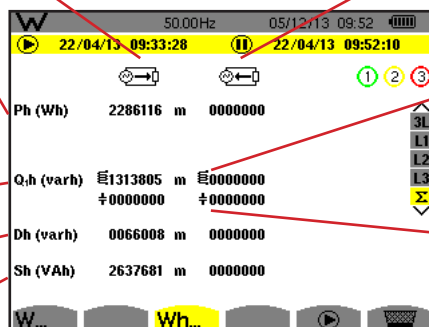 W 50.00Hz 05/12/13 09:52
22/04/13 09:33:28 22/04/13 09:52:10
1 2 3
Ph (Wh) 2286116 m 0000000
3L
L1
L2
Q₁h (varh) 1313805 m 0000000
L3
÷0000000 ÷0000000
Σ
Dh (varh) 0066008 m 0000000
Sh (VAh) 2637681 m 0000000
W... Wh...